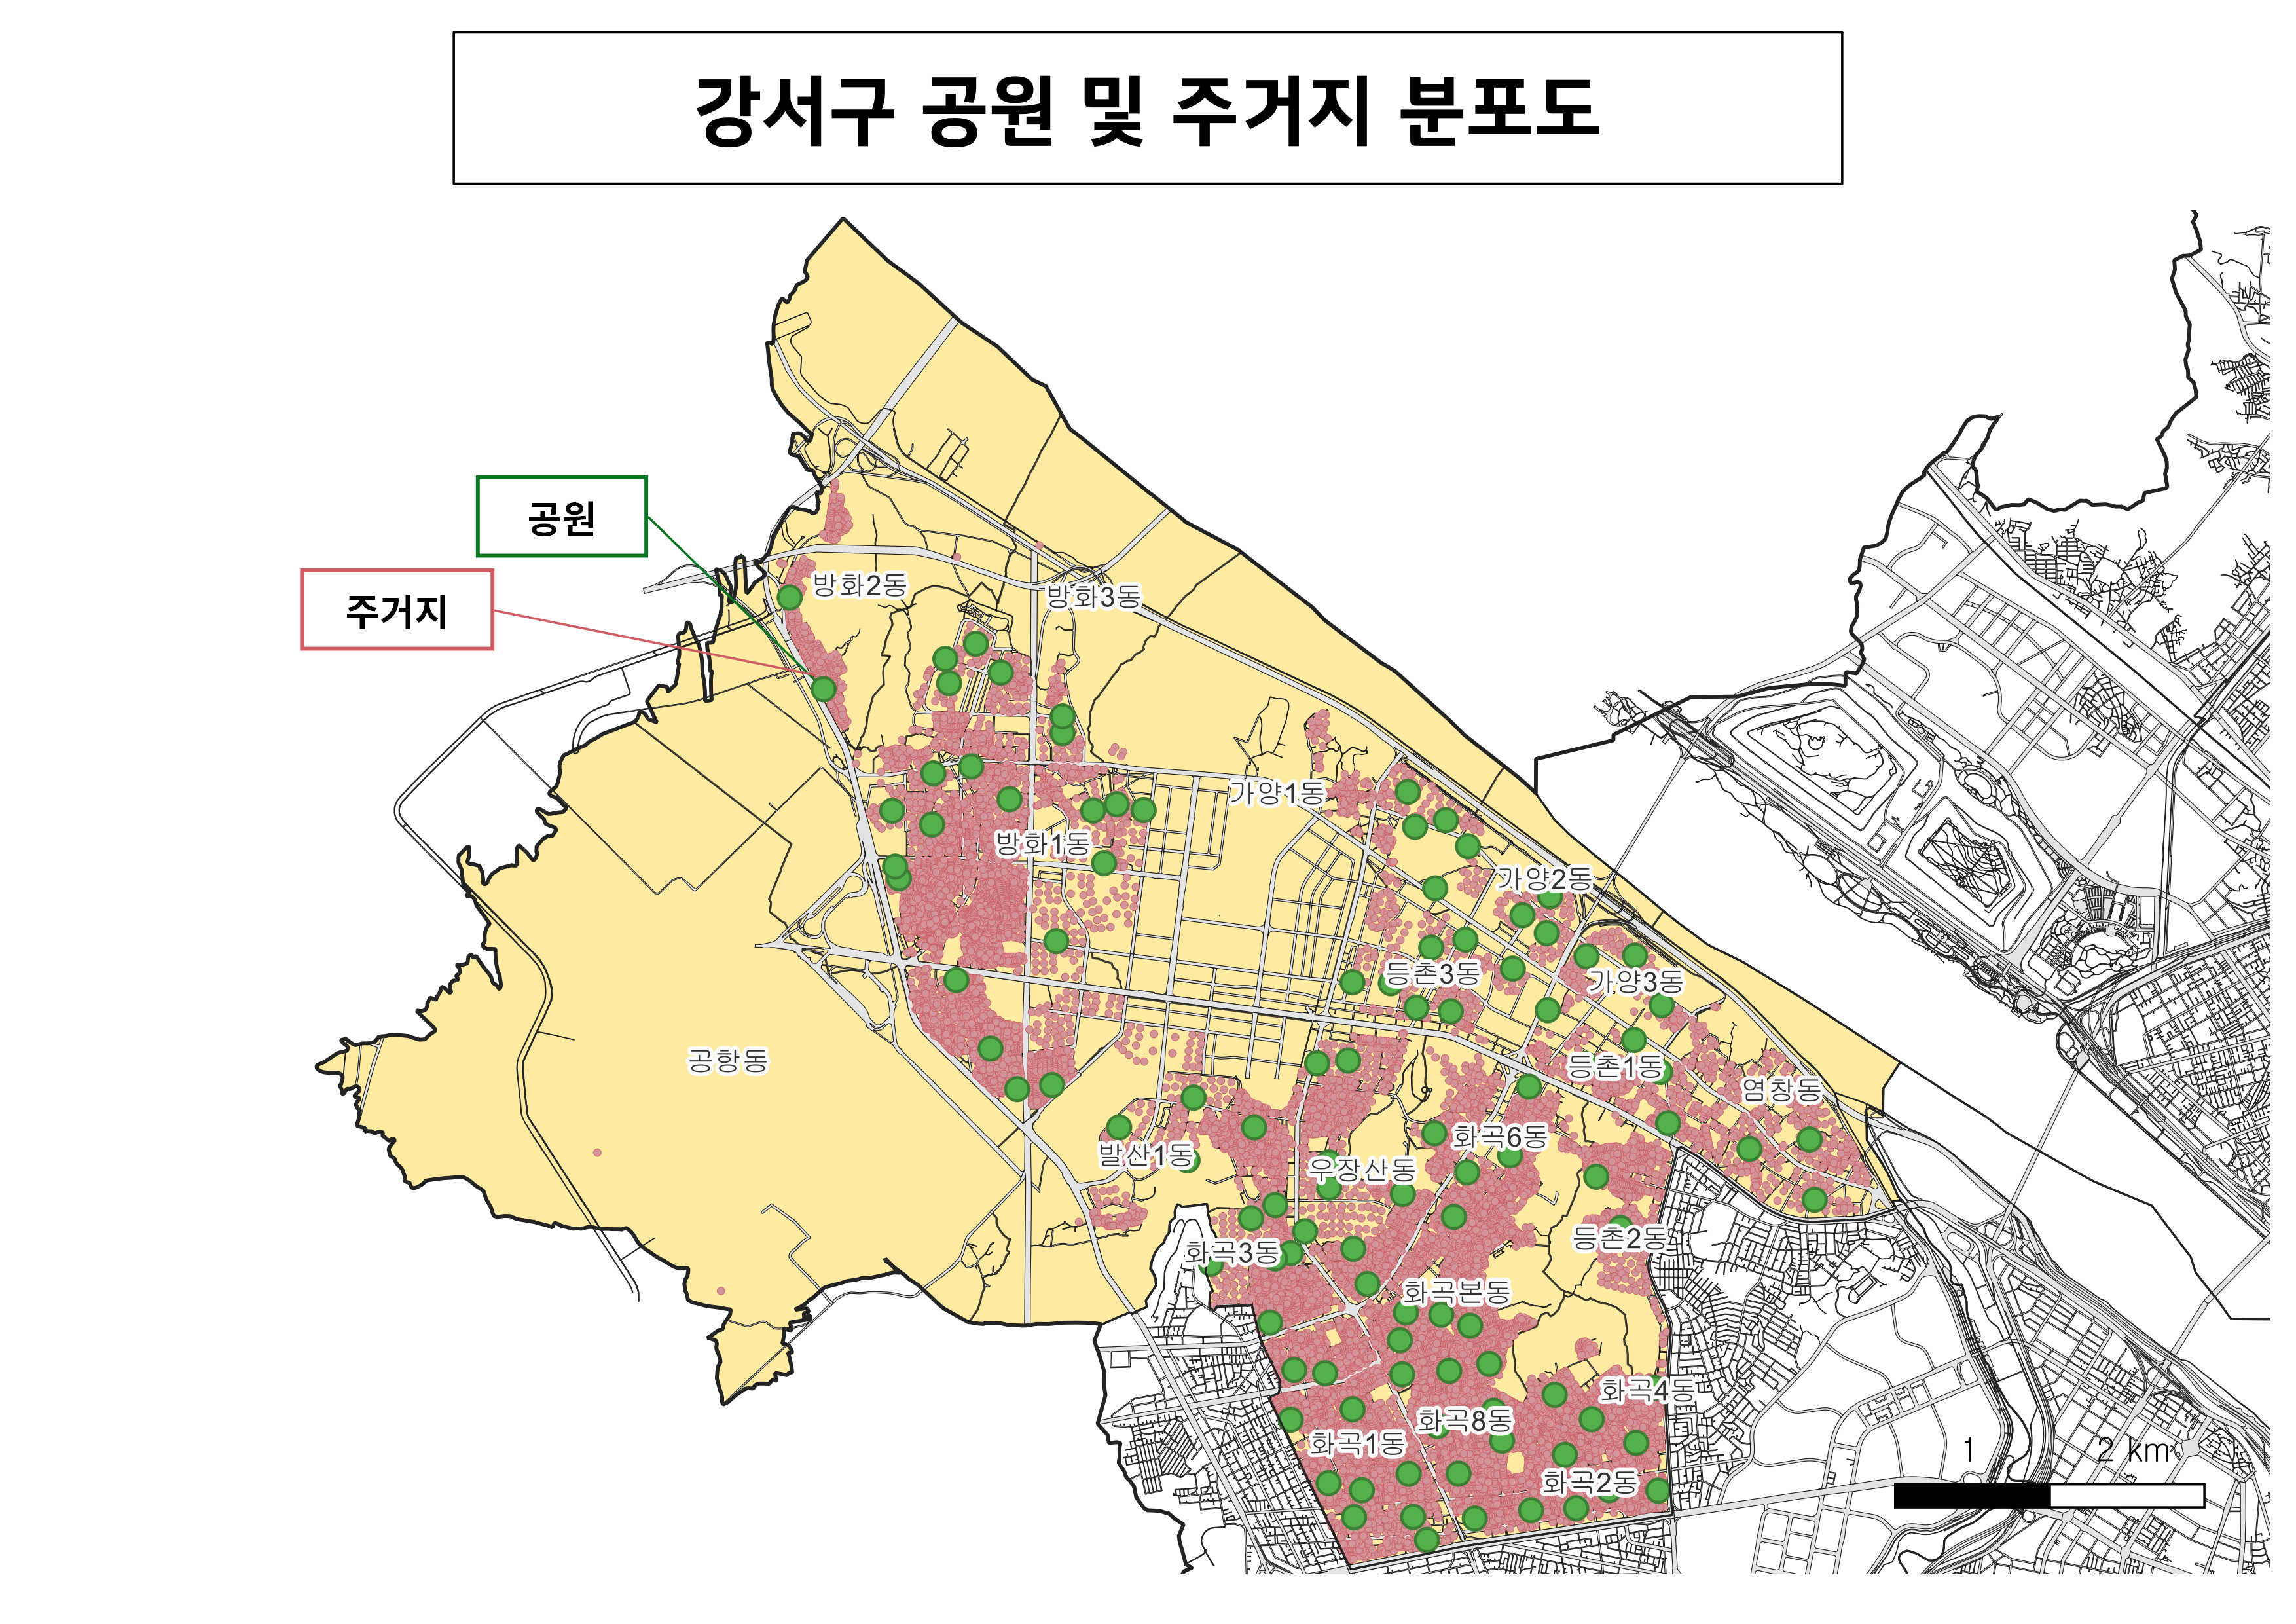 강서구 공원 및 주거지 분포도
공원
주거지
방화2동
방화3동
가양1동
방화1동
가양2동
등촌3동
가양3동
공항동
등촌1동
염창동
화곡6동
발산1동
우장산동
등촌2동
화곡3동
화곡본동
화곡4동
화곡8동
화곡1동
화곡2동
1 2 km